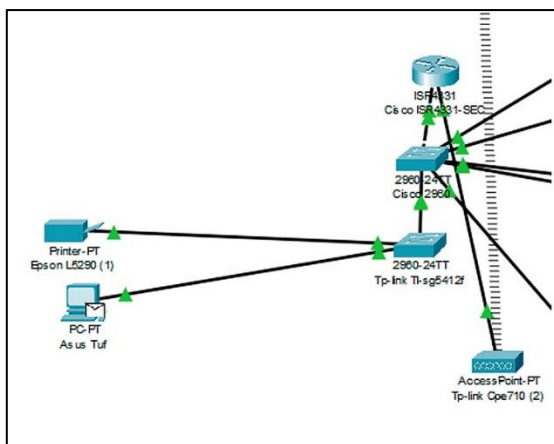 ISR4331
Cisco ISR4331-SEC
2960-24TT
Cisco 2960
Printer-PT
Epson L5290 (1)
2960-24TT
Tp-link Tl-sg5412f
PC-PT
Asus Tuf
AccessPoint-PT
Tp-link Cpe710 (2)